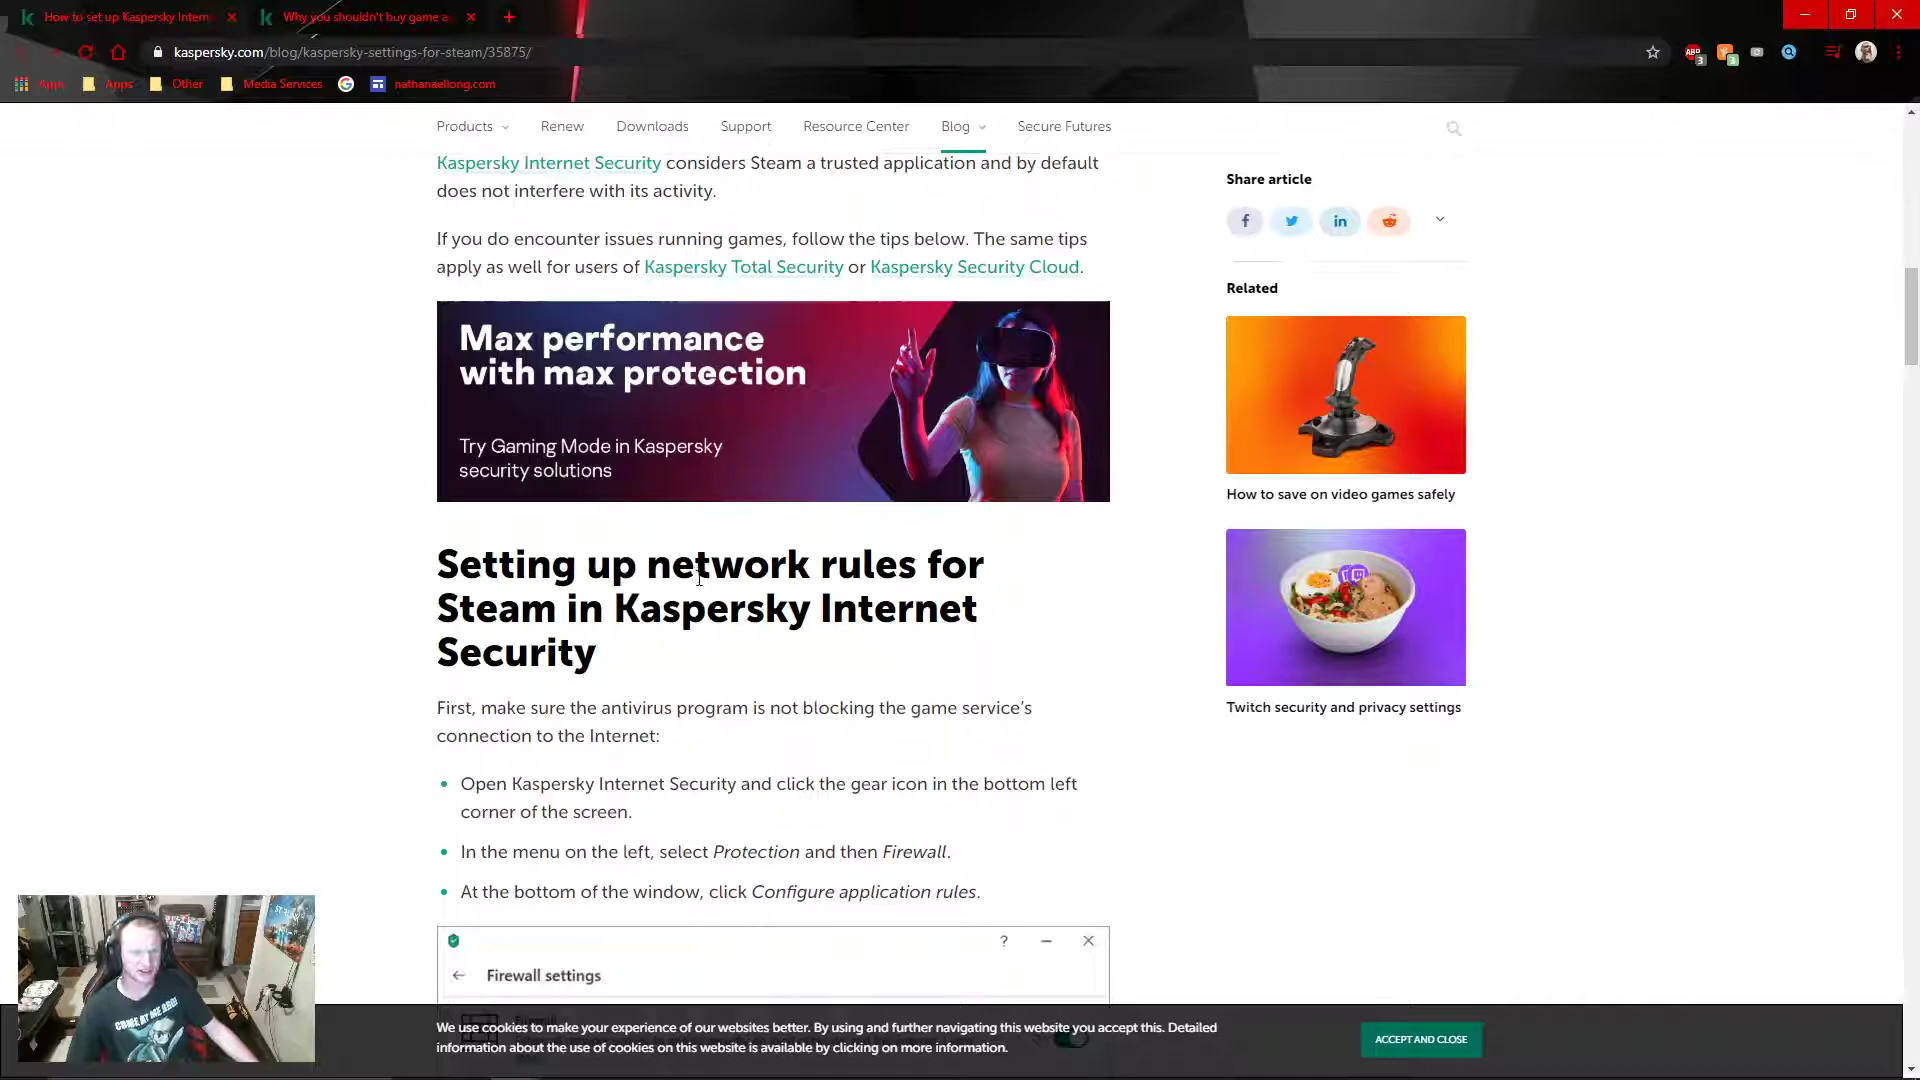 How to set up Kaspersky Intern
Why you shouldn't buy game a
kaspersky.com/blog/kaspersky-settings-for-steam/35875/
ABP
3
3
Apps
Apps
Other
Media Services
nathanaellong.com
Products
Renew
Downloads
Support
Resource Center
Blog
Secure Futures
Kaspersky Internet Security considers Steam a trusted application and by default
does not interfere with its activity.
If you do encounter issues running games, follow the tips below. The same tips
apply as well for users of Kaspersky Total Security or Kaspersky Security Cloud.
Max performance
with max protection
Try Gaming Mode in Kaspersky
security solutions
Setting up network rules for
Steam in Kaspersky Internet
Security
First, make sure the antivirus program is not blocking the game service's
connection to the Internet:
Open Kaspersky Internet Security and click the gear icon in the bottom left
corner of the screen.
In the menu on the left, select Protection and then Firewall.
At the bottom of the window, click Configure application rules.
Firewall settings
Share article
Related
How to save on video games safely
Twitch security and privacy settings
COME AT ME BRO!
We use cookies to make your experience of our websites better. By using and further navigating this website you accept this. Detailed
information about the use of cookies on this website is available by clicking on more information.
ACCEPT AND CLOSE